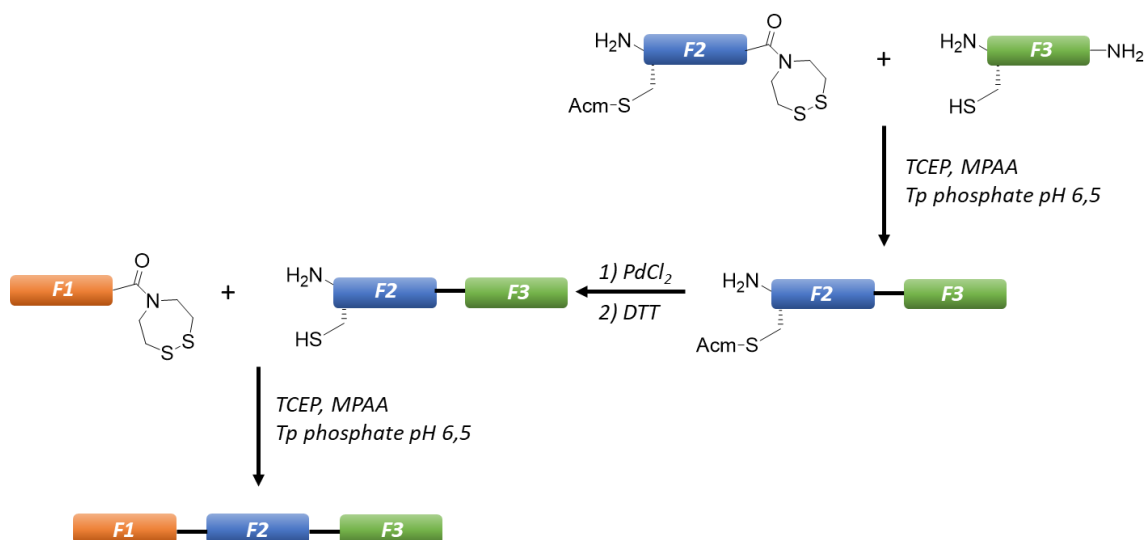 O
H2N F2 N + H2N F3 NH2
Acm-S S-S HS
TCEP, MPAA
Tp phosphate pH 6,5
O
F1 N + H2N F2 F3
S-S HS
1) PdCl2
2) DTT
H2N F2 F3
Acm-S
TCEP, MPAA
Tp phosphate pH 6,5
F1 F2 F3